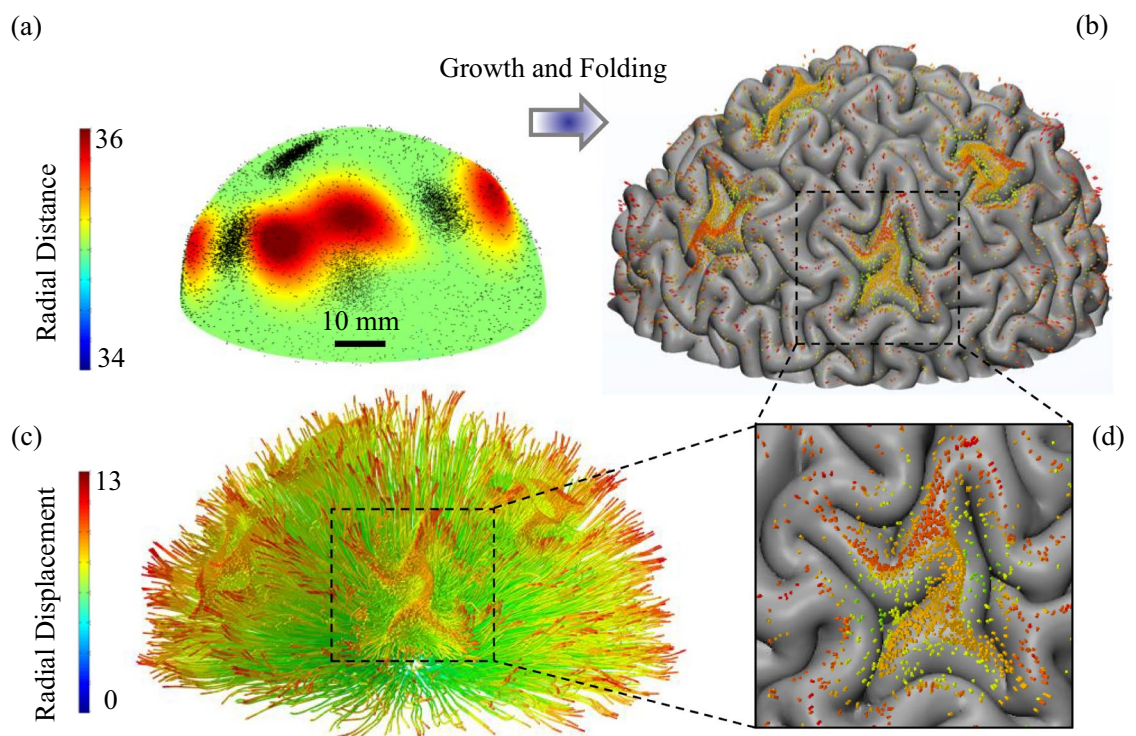 (a)
(b)
Growth and Folding
36
Radial Distance
34
10 mm
(c)
(d)
13
Radial Displacement
0